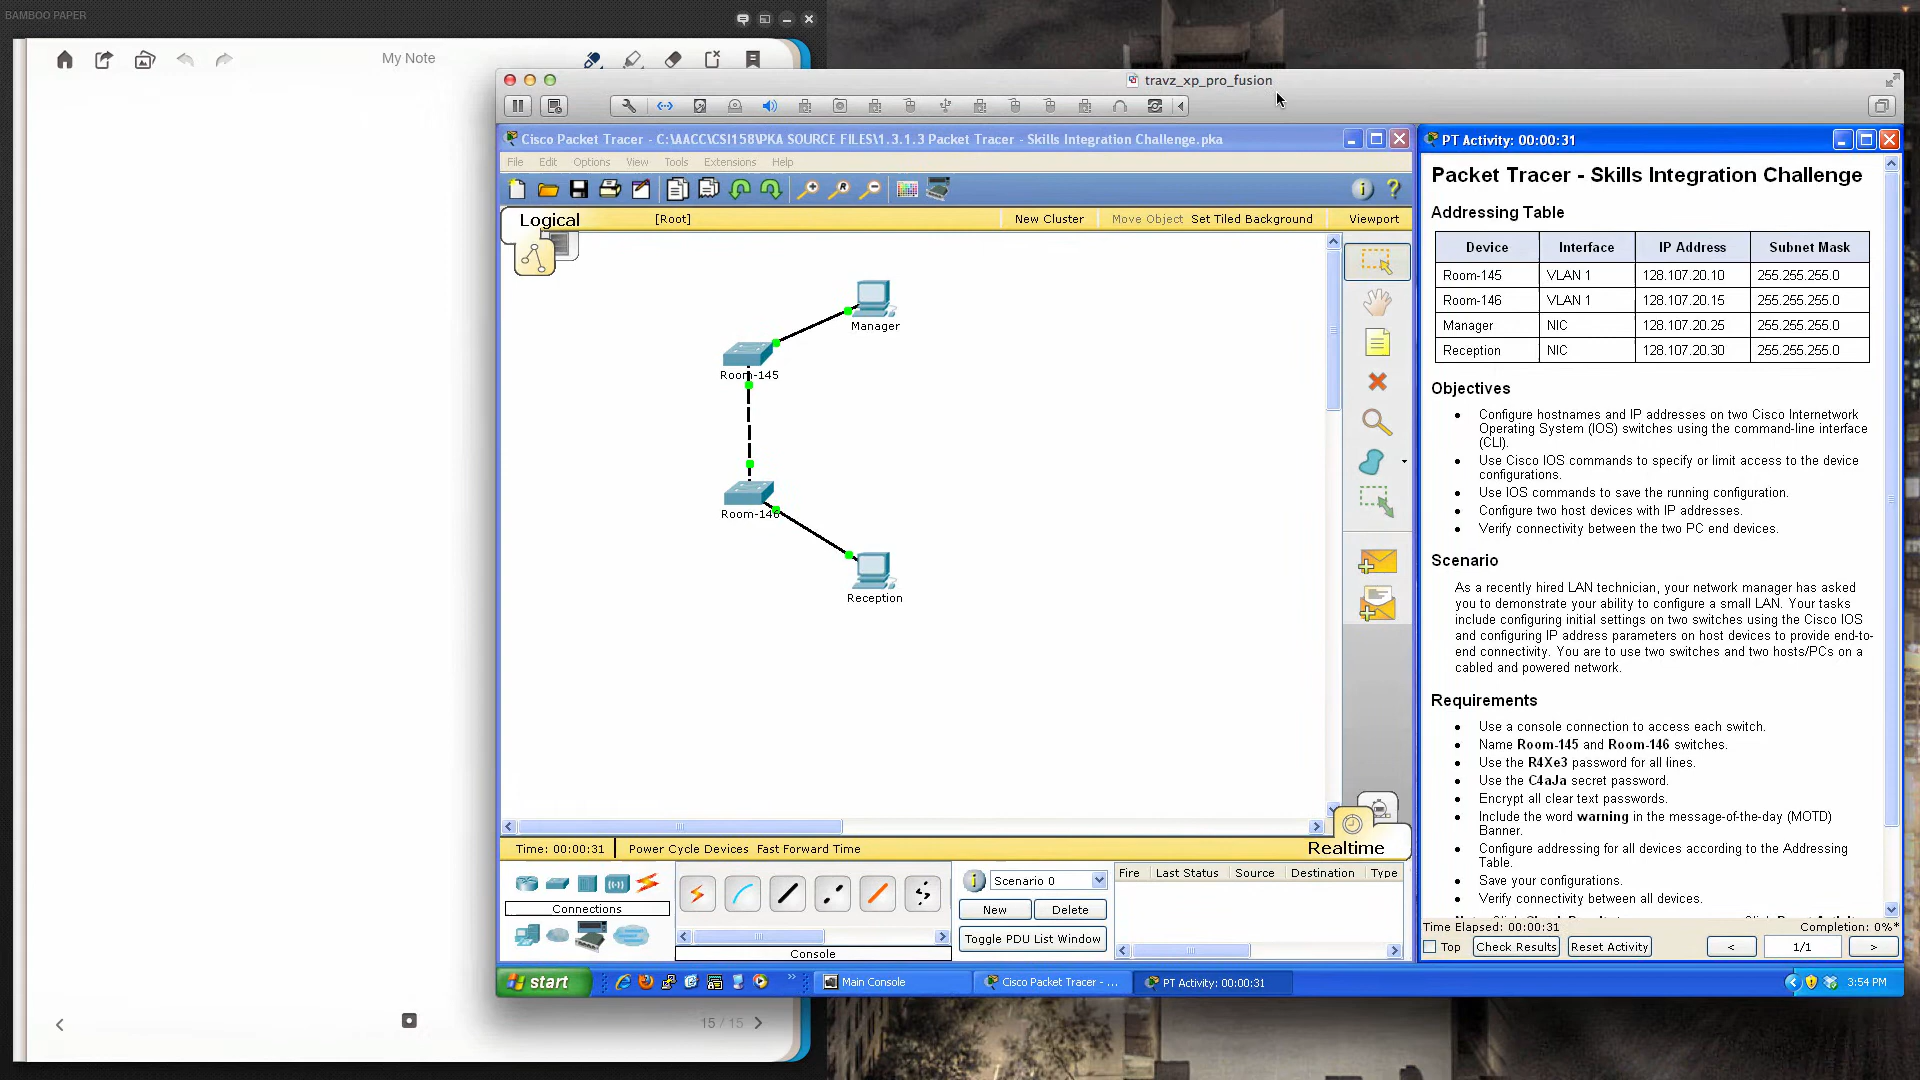 BAMBOO PAPER
My Note
travz_xp_pro_fusion
Cisco Packet Tracer - C:\AACC\CSI158\PKA SOURCE FILES\1.3.1.3 Packet Tracer - Skills Integration Challenge.pka
File Edit Options View Tools Extensions Help
Logical [Root] New Cluster Move Object Set Tiled Background Viewport
Manager
Room-145
Room-146
Reception
Time: 00:00:31 Power Cycle Devices Fast Forward Time
Realtime
Connections
Console
Scenario 0
New Delete
Toggle PDU List Window
Fire Last Status Source Destination Type
PT Activity: 00:00:31
Packet Tracer - Skills Integration Challenge
Addressing Table
Device Interface IP Address Subnet Mask
Room-145 VLAN 1 128.107.20.10 255.255.255.0
Room-146 VLAN 1 128.107.20.15 255.255.255.0
Manager NIC 128.107.20.25 255.255.255.0
Reception NIC 128.107.20.30 255.255.255.0
Objectives
• Configure hostnames and IP addresses on two Cisco Internetwork
Operating System (IOS) switches using the command-line interface
(CLI).
• Use Cisco IOS commands to specify or limit access to the device
configurations.
• Use IOS commands to save the running configuration.
• Configure two host devices with IP addresses.
• Verify connectivity between the two PC end devices.
Scenario
As a recently hired LAN technician, your network manager has asked
you to demonstrate your ability to configure a small LAN. Your tasks
include configuring initial settings on two switches using the Cisco IOS
and configuring IP address parameters on host devices to provide end-to-
end connectivity. You are to use two switches and two hosts/PCs on a
cabled and powered network.
Requirements
• Use a console connection to access each switch.
• Name Room-145 and Room-146 switches.
• Use the R4Xe3 password for all lines.
• Use the C4aJa secret password.
• Encrypt all clear text passwords.
• Include the word warning in the message-of-the-day (MOTD)
Banner.
• Configure addressing for all devices according to the Addressing
Table.
• Save your configurations.
• Verify connectivity between all devices.
Time Elapsed: 00:00:31 Completion: 0%*
Top Check Results Reset Activity < 1/1 >
start Main Console Cisco Packet Tracer - ... PT Activity: 00:00:31 3:54 PM
15 / 15